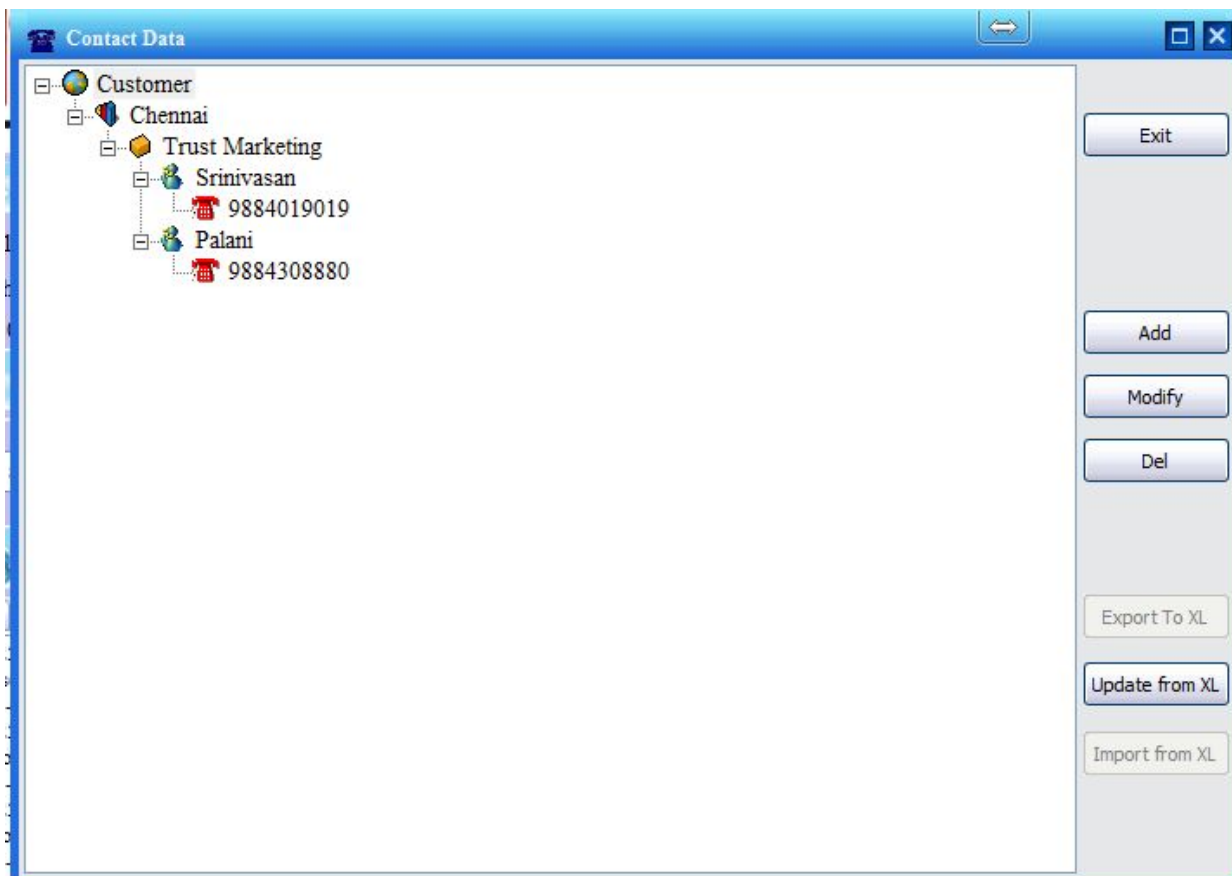 Contact Data
Customer
Chennai
Trust Marketing
Srinivasan
9884019019
Palani
9884308880
Exit
Add
Modify
Del
Export To XL
Update from XL
Import from XL